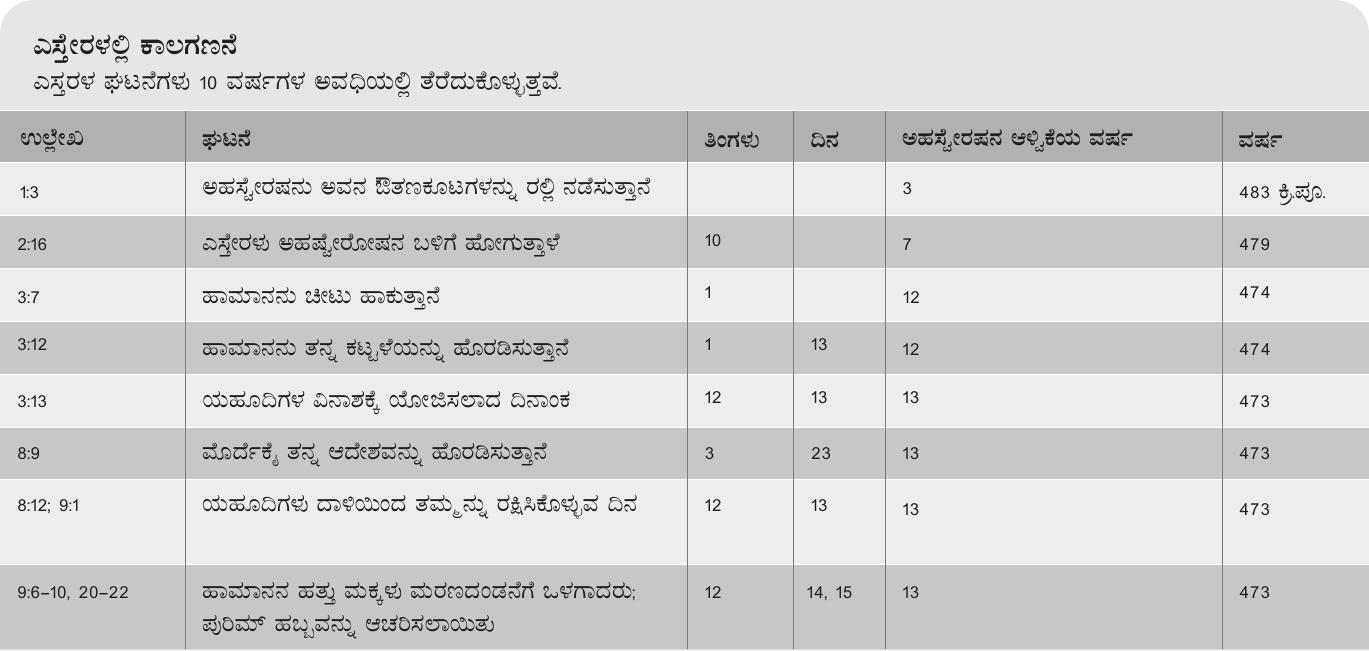 ಎಸ್ತೇರಳಲ್ಲಿ ಕಾಲಗಣನೆ
ಎಸ್ತರಳ ಘಟನೆಗಳು 10 ವರ್ಷಗಳ ಅವಧಿಯಲ್ಲಿ ತೆರೆದುಕೊಳ್ಳುತ್ತವೆ.
ಉಲ್ಲೇಖ ಘಟನೆ ತಿಂಗಳು ದಿನ ಅಹಸ್ವೇರಷನ ಆಳ್ವಿಕೆಯ ವರ್ಷ ವರ್ಷ
1:3 ಅಹಸ್ವೇರಷನು ಅವನ ಔತಣಕೂಟಗಳನ್ನು ರಲ್ಲಿ ನಡೆಸುತ್ತಾನೆ 3 483 ಕ್ರಿ.ಪೂ.
2:16 ಎಸ್ತೇರಳು ಅಹಷ್ವೇರೋಷನ ಬಳಿಗೆ ಹೋಗುತ್ತಾಳೆ 10 7 479
3:7 ಹಾಮಾನನು ಚೀಟು ಹಾಕುತ್ತಾನೆ 1 12 474
3:12 ಹಾಮಾನನು ತನ್ನ ಕಟ್ಟಳೆಯನ್ನು ಹೊರಡಿಸುತ್ತಾನೆ 1 13 12 474
3:13 ಯಹೂದಿಗಳ ವಿನಾಶಕ್ಕೆ ಯೋಜಿಸಲಾದ ದಿನಾಂಕ 12 13 13 473
8:9 ಮೊರ್ದೆಕೈ ತನ್ನ ಆದೇಶವನ್ನು ಹೊರಡಿಸುತ್ತಾನೆ 3 23 13 473
8:12; 9:1 ಯಹೂದಿಗಳು ದಾಳಿಯಿಂದ ತಮ್ಮನ್ನು ರಕ್ಷಿಸಿಕೊಳ್ಳುವ ದಿನ 12 13 13 473
9:6–10, 20–22 ಹಾಮಾನನ ಹತ್ತು ಮಕ್ಕಳು ಮರಣದಂಡನೆಗೆ ಒಳಗಾದರು; 12 14, 15 13 473
ಪುರಿಮ್ ಹಬ್ಬವನ್ನು ಆಚರಿಸಲಾಯಿತು